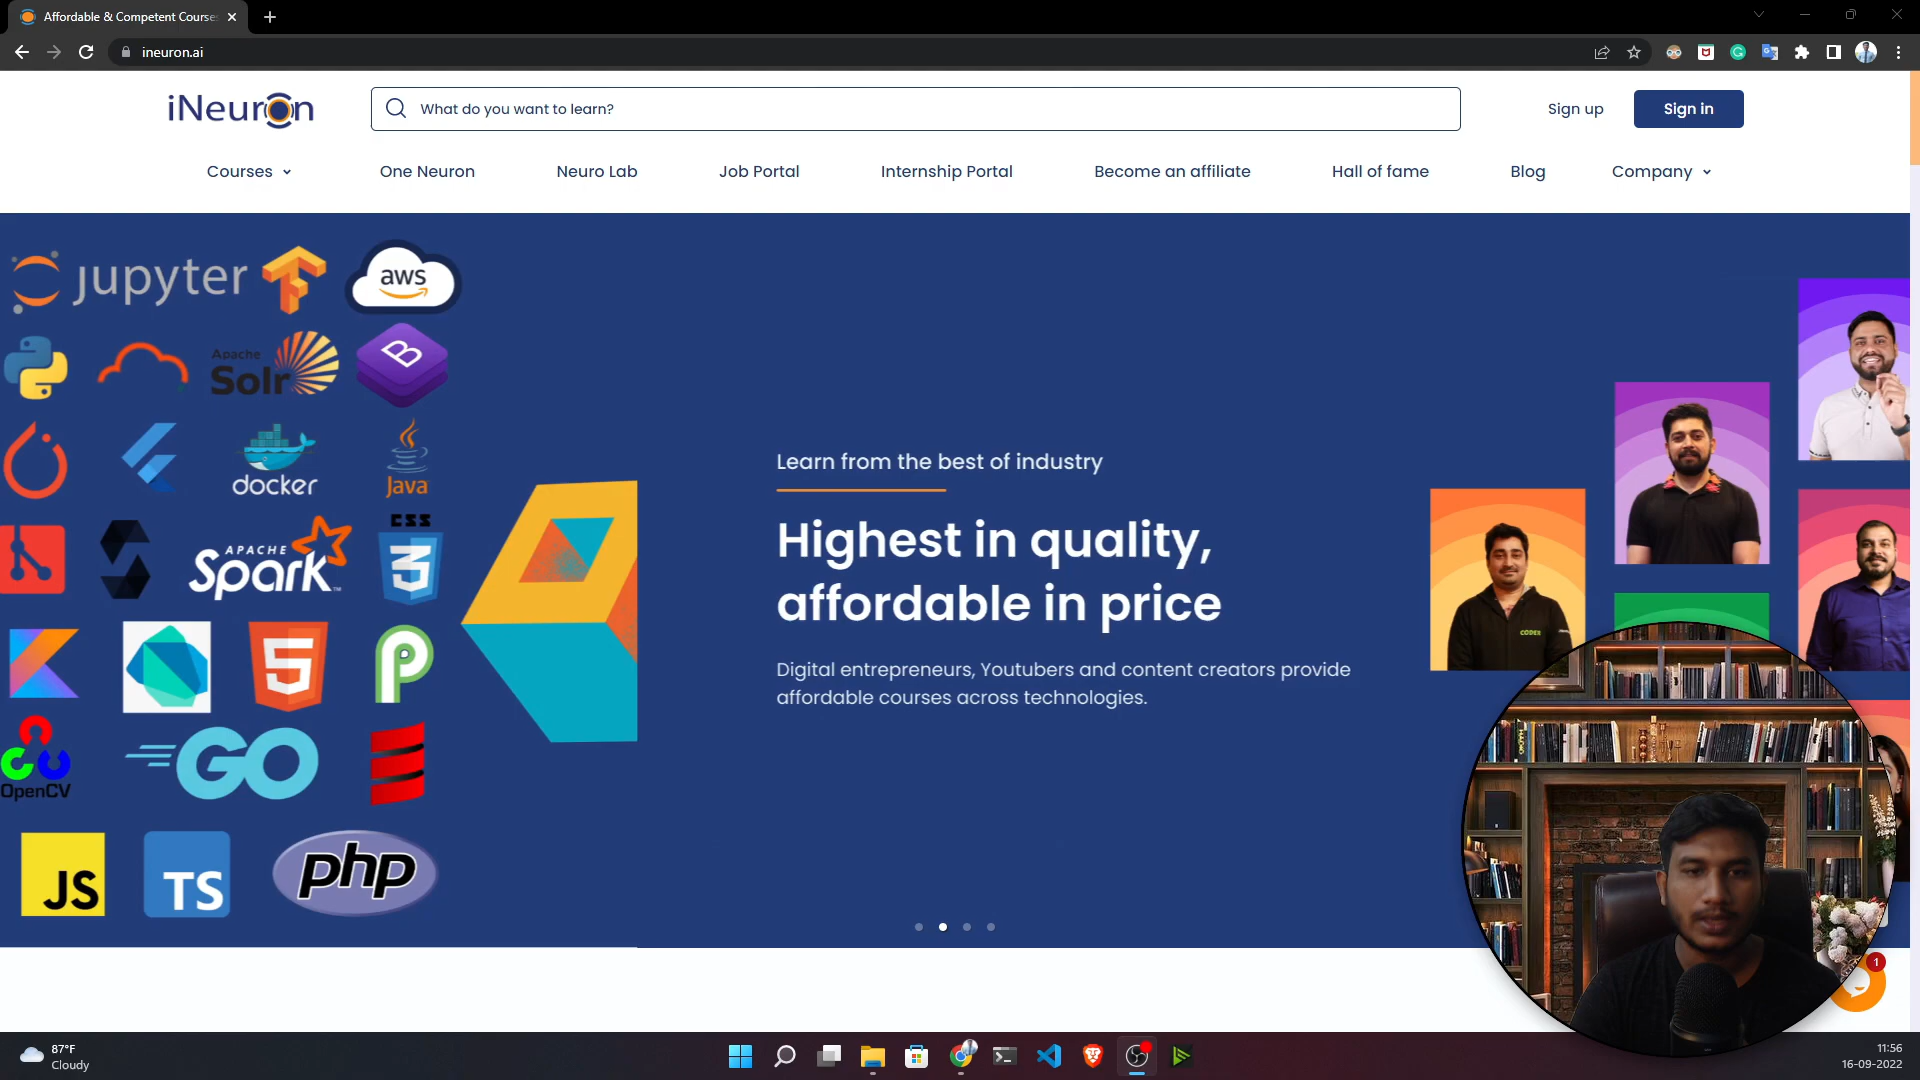 Affordable & Competent Course
ineuron.ai
iNeuron
What do you want to learn?
Sign up
Sign in
Courses
One Neuron
Neuro Lab
Job Portal
Internship Portal
Become an affiliate
Hall of fame
Blog
Company
jupyter
aws
Apache
Solr
B
docker
Java
APACHE
Spark
TM
CSS
3
5
P
OpenCV
GO
JS
TS
php
Learn from the best of industry
Highest in quality,
affordable in price
Digital entrepreneurs, Youtubers and content creators provide
affordable courses across technologies.
1
87°F
Cloudy
11:56
16-09-2022